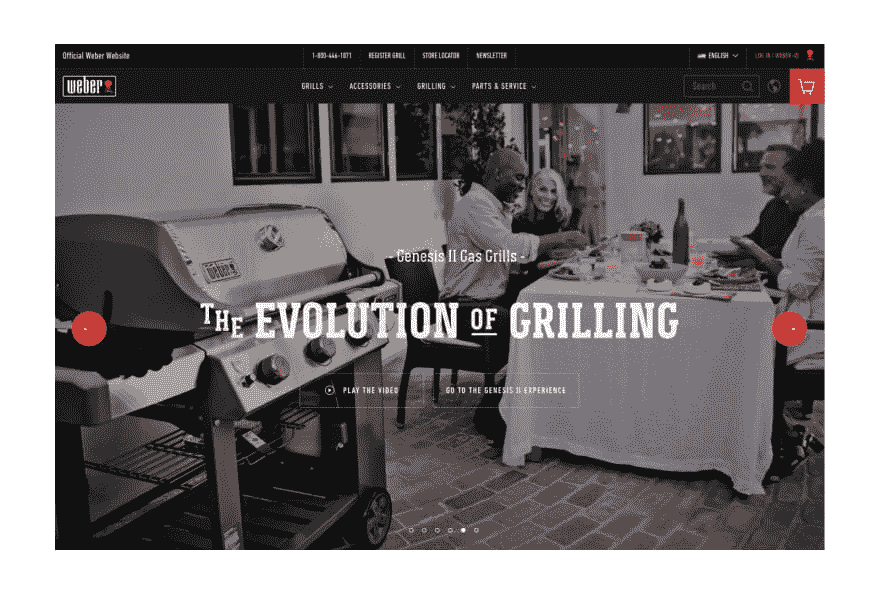 Official Weber Website
1-800-446-1071
REGISTER GRILL
STORE LOCATOR
NEWSLETTER
ENGLISH
LOG IN | WEBER-ID
weber
GRILLS
ACCESSORIES
GRILLING
PARTS & SERVICE
Search
weber
- Genesis II Gas Grills -
THE EVOLUTION OF GRILLING
PLAY THE VIDEO
GO TO THE GENESIS II EXPERIENCE